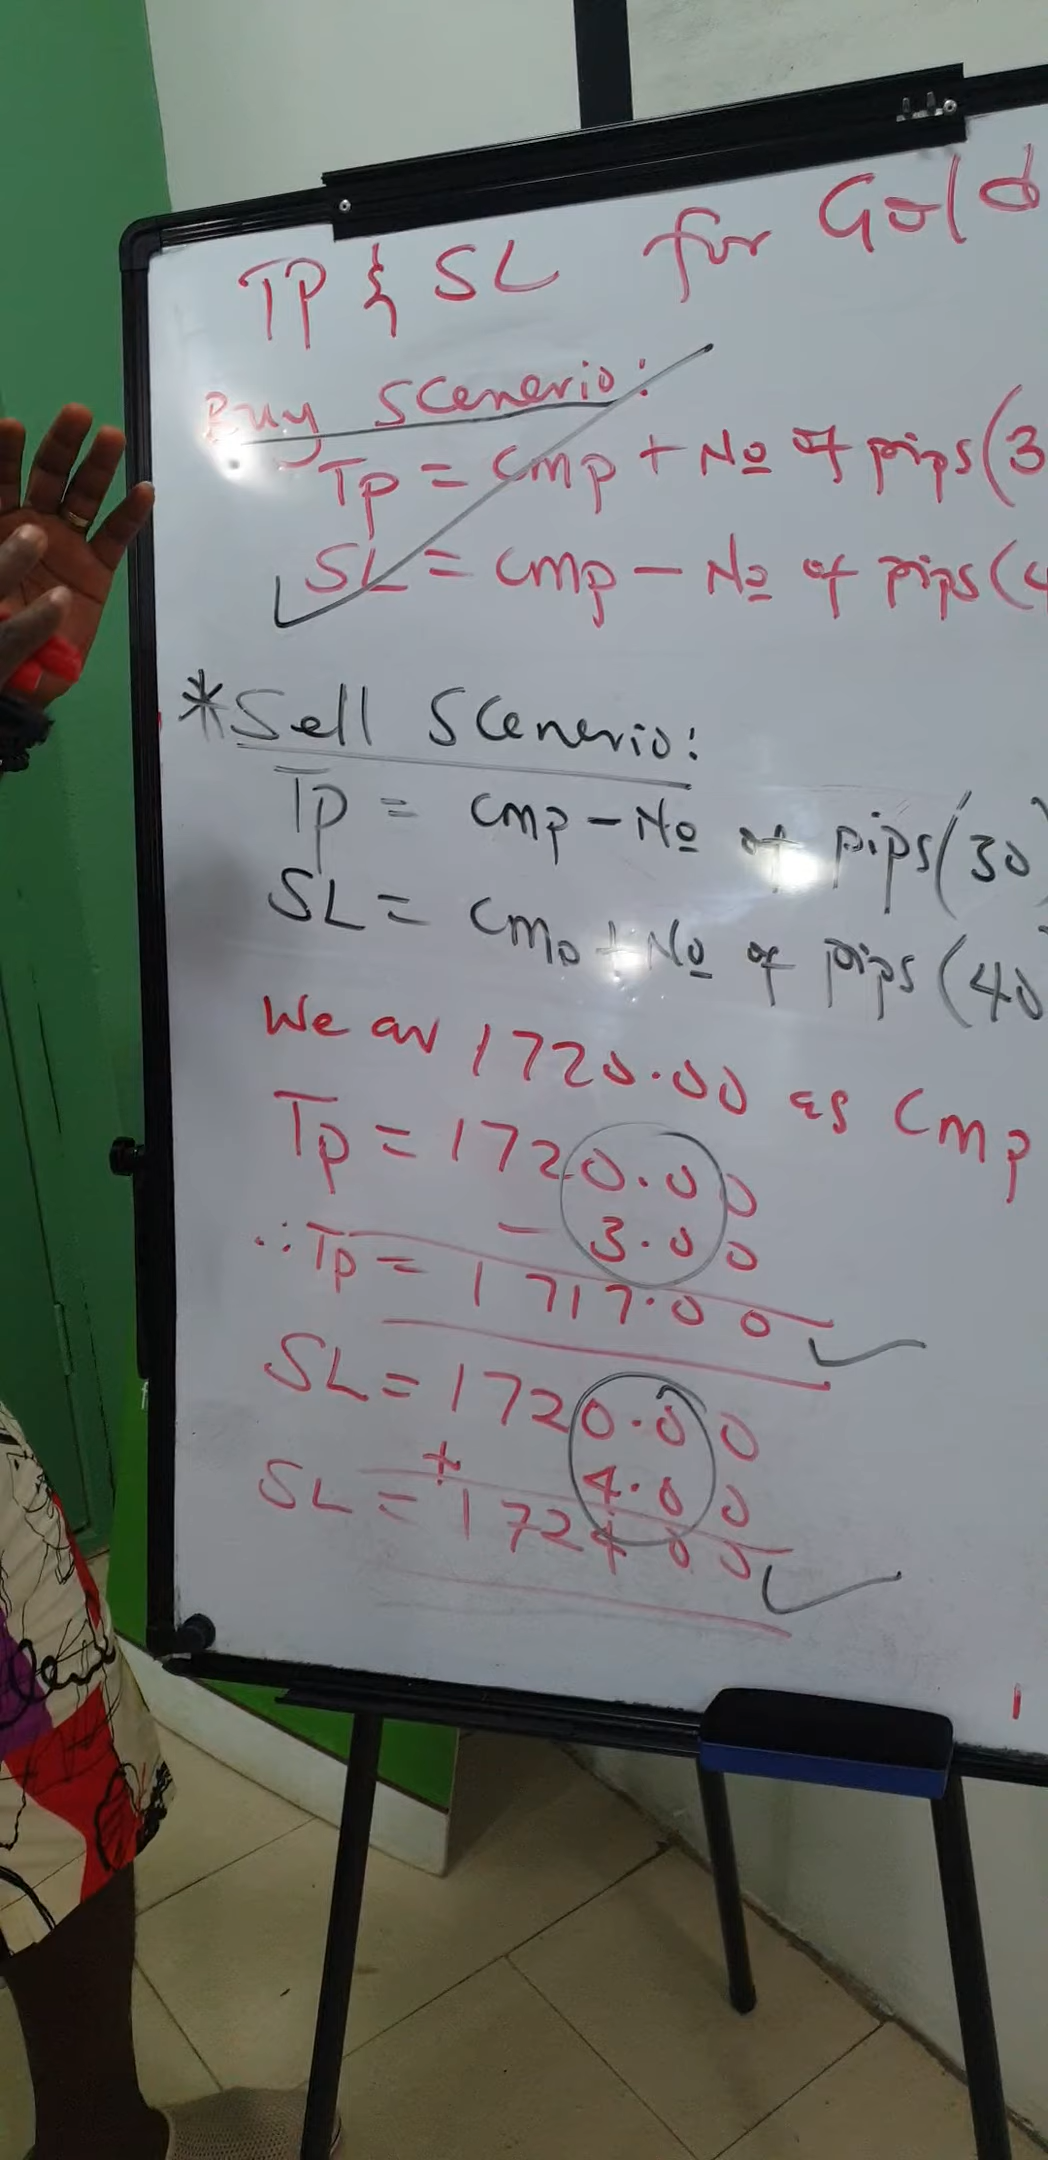 TP & SL for Gold
Buy Scenerio:
Tp = cmp + No of pips(3
SL = cmp - No of pips(4
*Sell Scenerio:
Tp = cmp - No of pips(30)
SL = cmp + No of pips(40
We are 1720.00 as Cmp
Tp = 1720.00
- 3.00
∴ Tp = 1717.00
SL = 1720.00
+ 4.00
SL = 1724.00